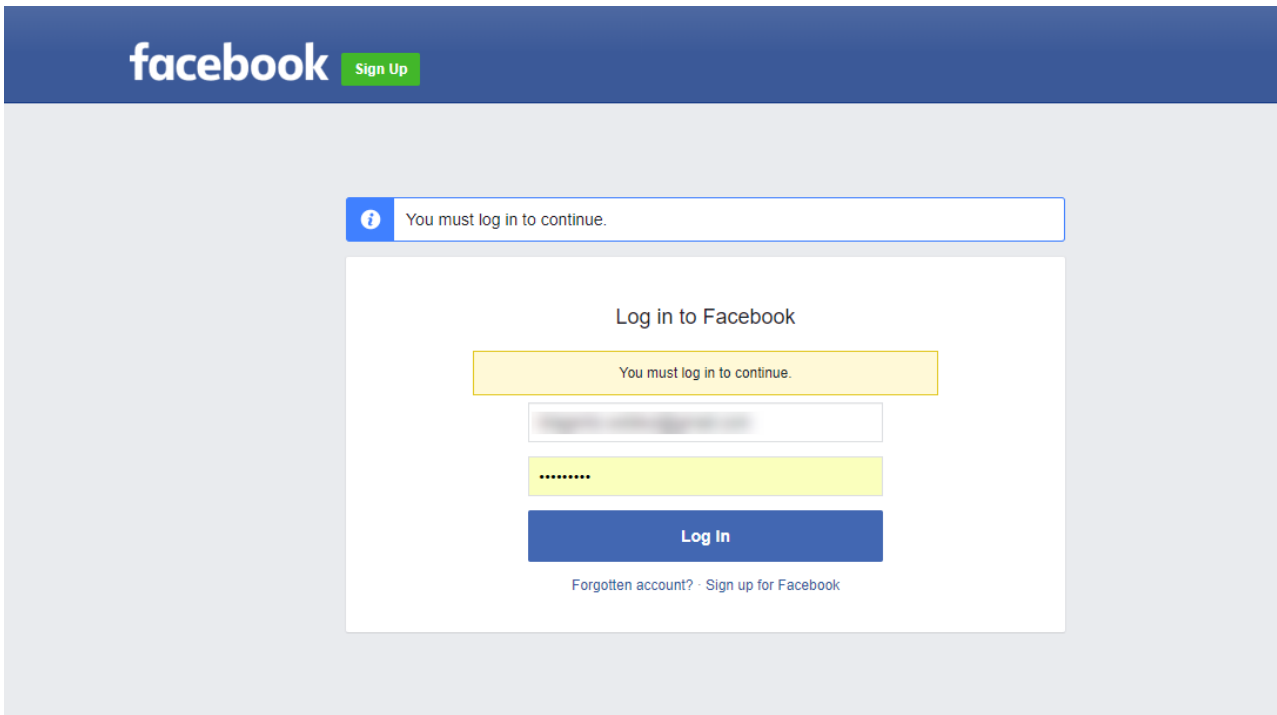 facebook Sign Up
You must log in to continue.
Log in to Facebook
You must log in to continue.
•••••••••
Log In
Forgotten account? · Sign up for Facebook